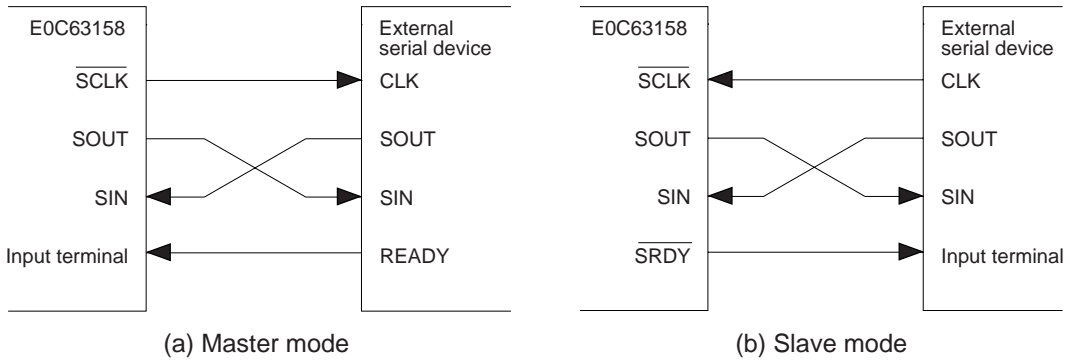 E0C63158
SCLK
SOUT
SIN
Input terminal
External
serial device
CLK
SOUT
SIN
READY
(a) Master mode
E0C63158
SCLK
SOUT
SIN
SRDY
External
serial device
CLK
SOUT
SIN
Input terminal
(b) Slave mode